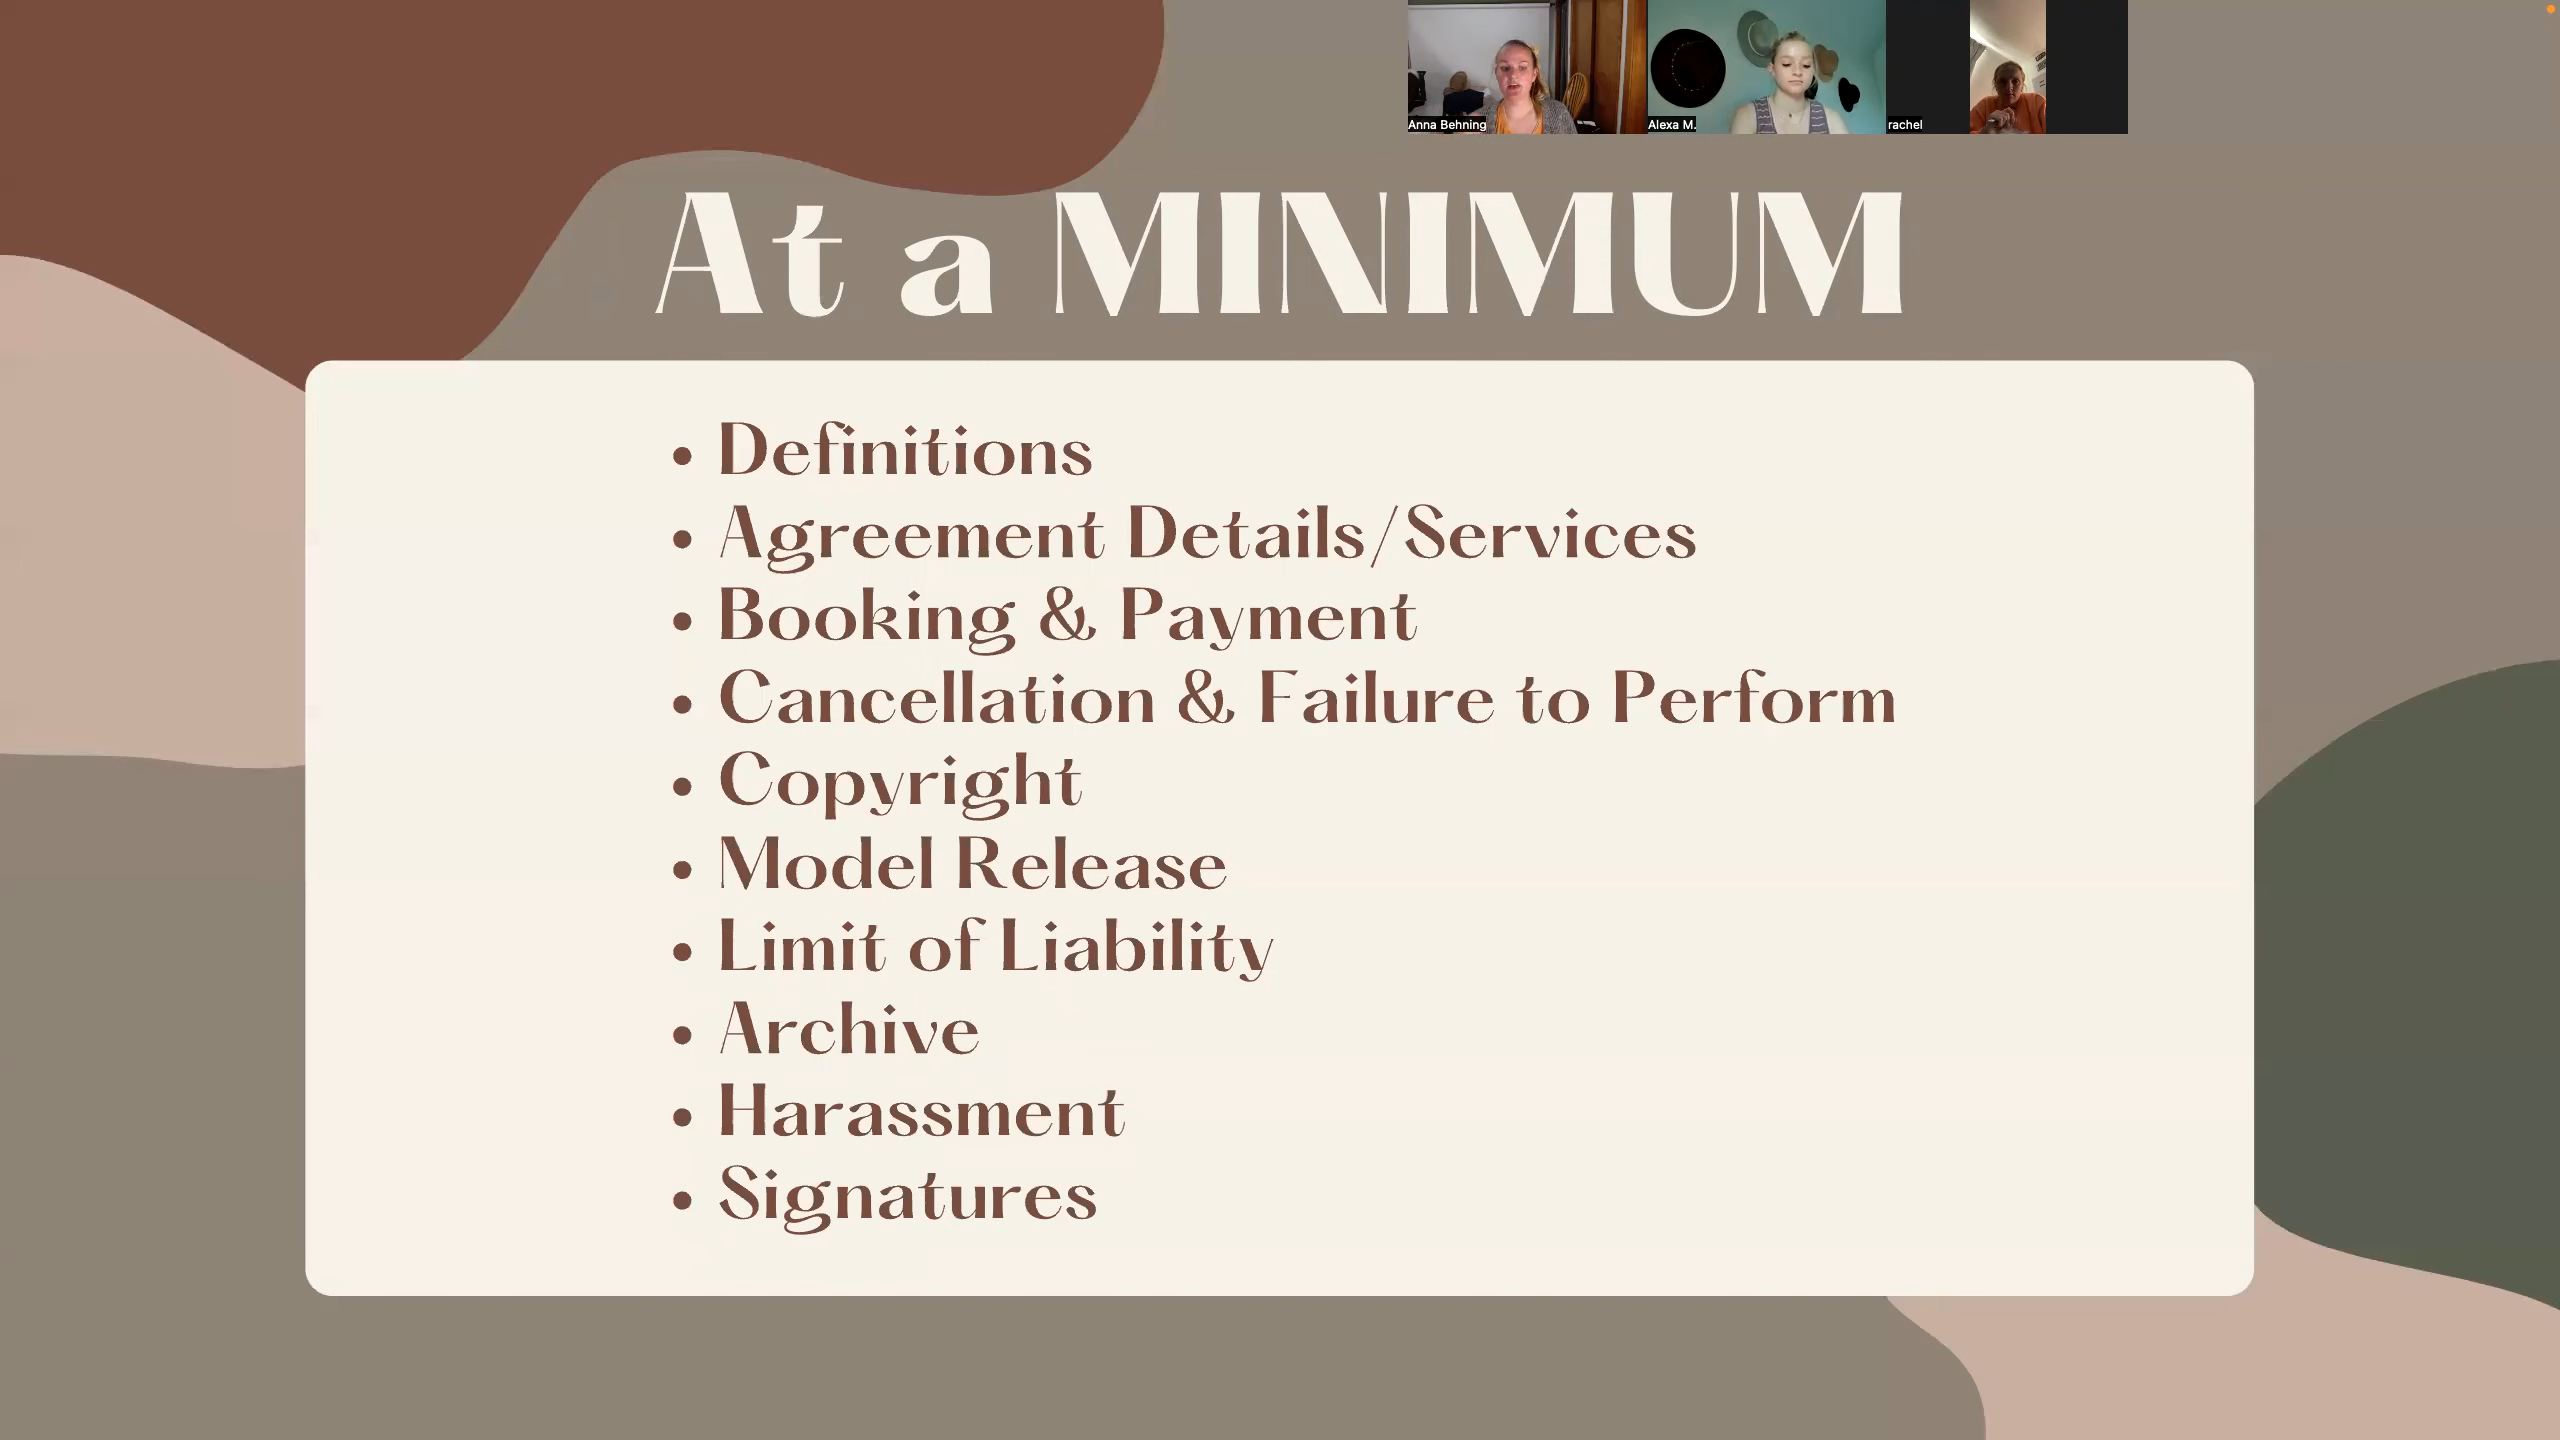 Anna Behning
Alexa M.
rachel
At a MINIMUM
• Definitions
• Agreement Details/Services
• Booking & Payment
• Cancellation & Failure to Perform
• Copyright
• Model Release
• Limit of Liability
• Archive
• Harassment
• Signatures